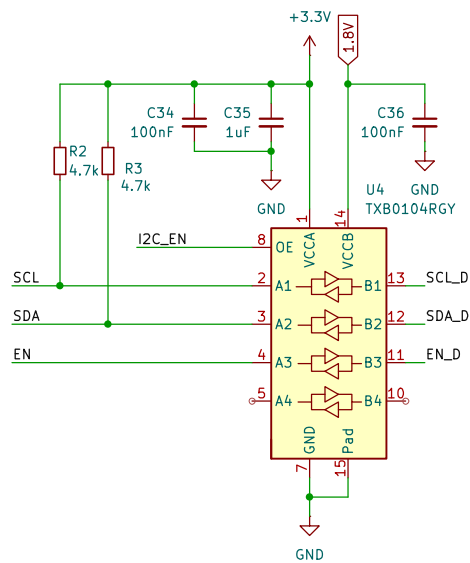 +3.3V
1.8V
C34
100nF
C35
1uF
C36
100nF
R2
4.7k
R3
4.7k
GND
GND
U4
TXB0104RGY
1
14
VCCA
VCCB
I2C_EN
8
OE
SCL
2
A1
B1
13
SCL_D
SDA
3
A2
B2
12
SDA_D
EN
4
A3
B3
11
EN_D
5
A4
B4
10
GND
Pad
7
15
GND